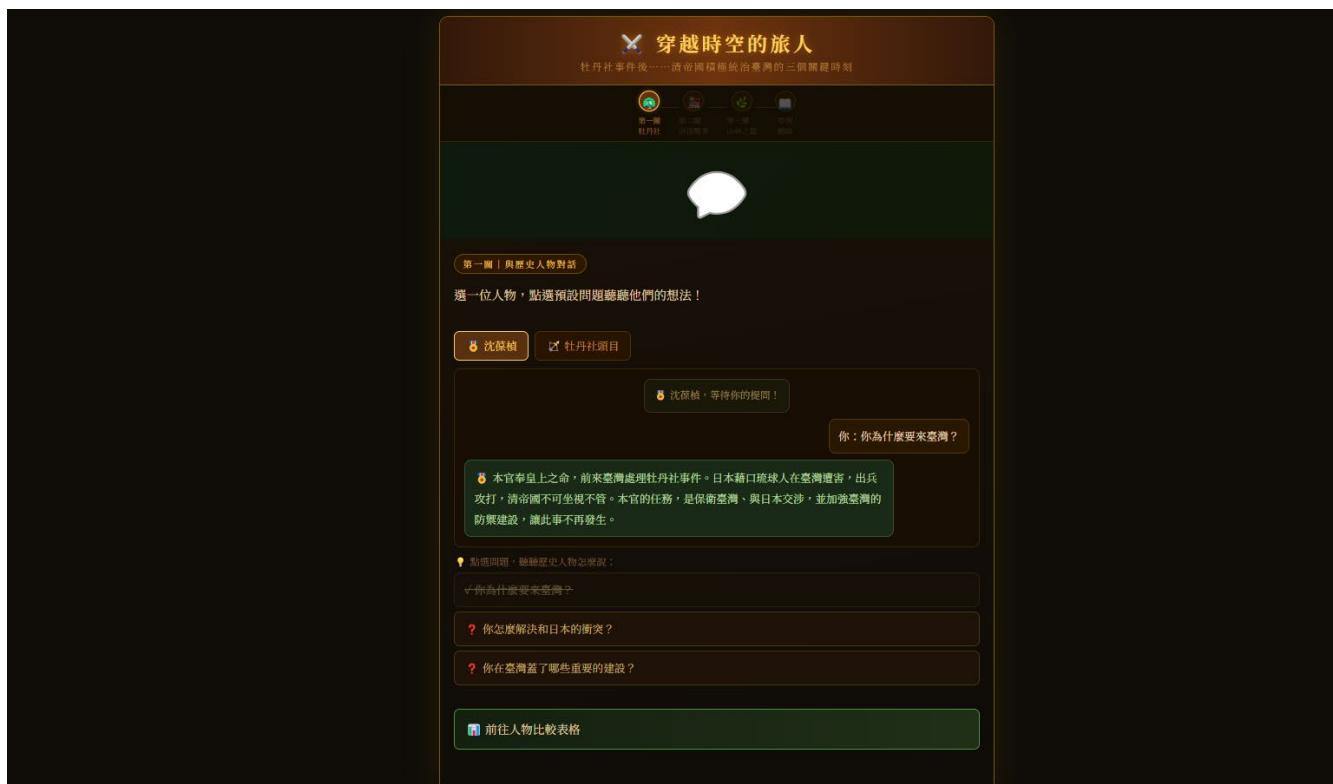 穿越時空的旅人
牡丹社事件後……清帝國積極統治臺灣的三個關鍵時刻
第一關
牡丹社
第一關｜與歷史人物對話
選一位人物，點選預設問題聽聽他們的想法！
沈葆楨
牡丹社頭目
沈葆楨，等待你的提問！
你：你為什麼要來臺灣？
本官奉皇上之命，前來臺灣處理牡丹社事件。日本藉口琉球人在臺灣遭害，出兵
攻打，清帝國不可坐視不管。本官的任務，是保衛臺灣、與日本交涉，並加強臺灣的
防禦建設，讓此事不再發生。
點選問題，聽聽歷史人物怎麼說：
✓ 你為什麼要來臺灣？
❓ 你怎麼解決和日本的衝突？
❓ 你在臺灣蓋了哪些重要的建設？
前往人物比較表格